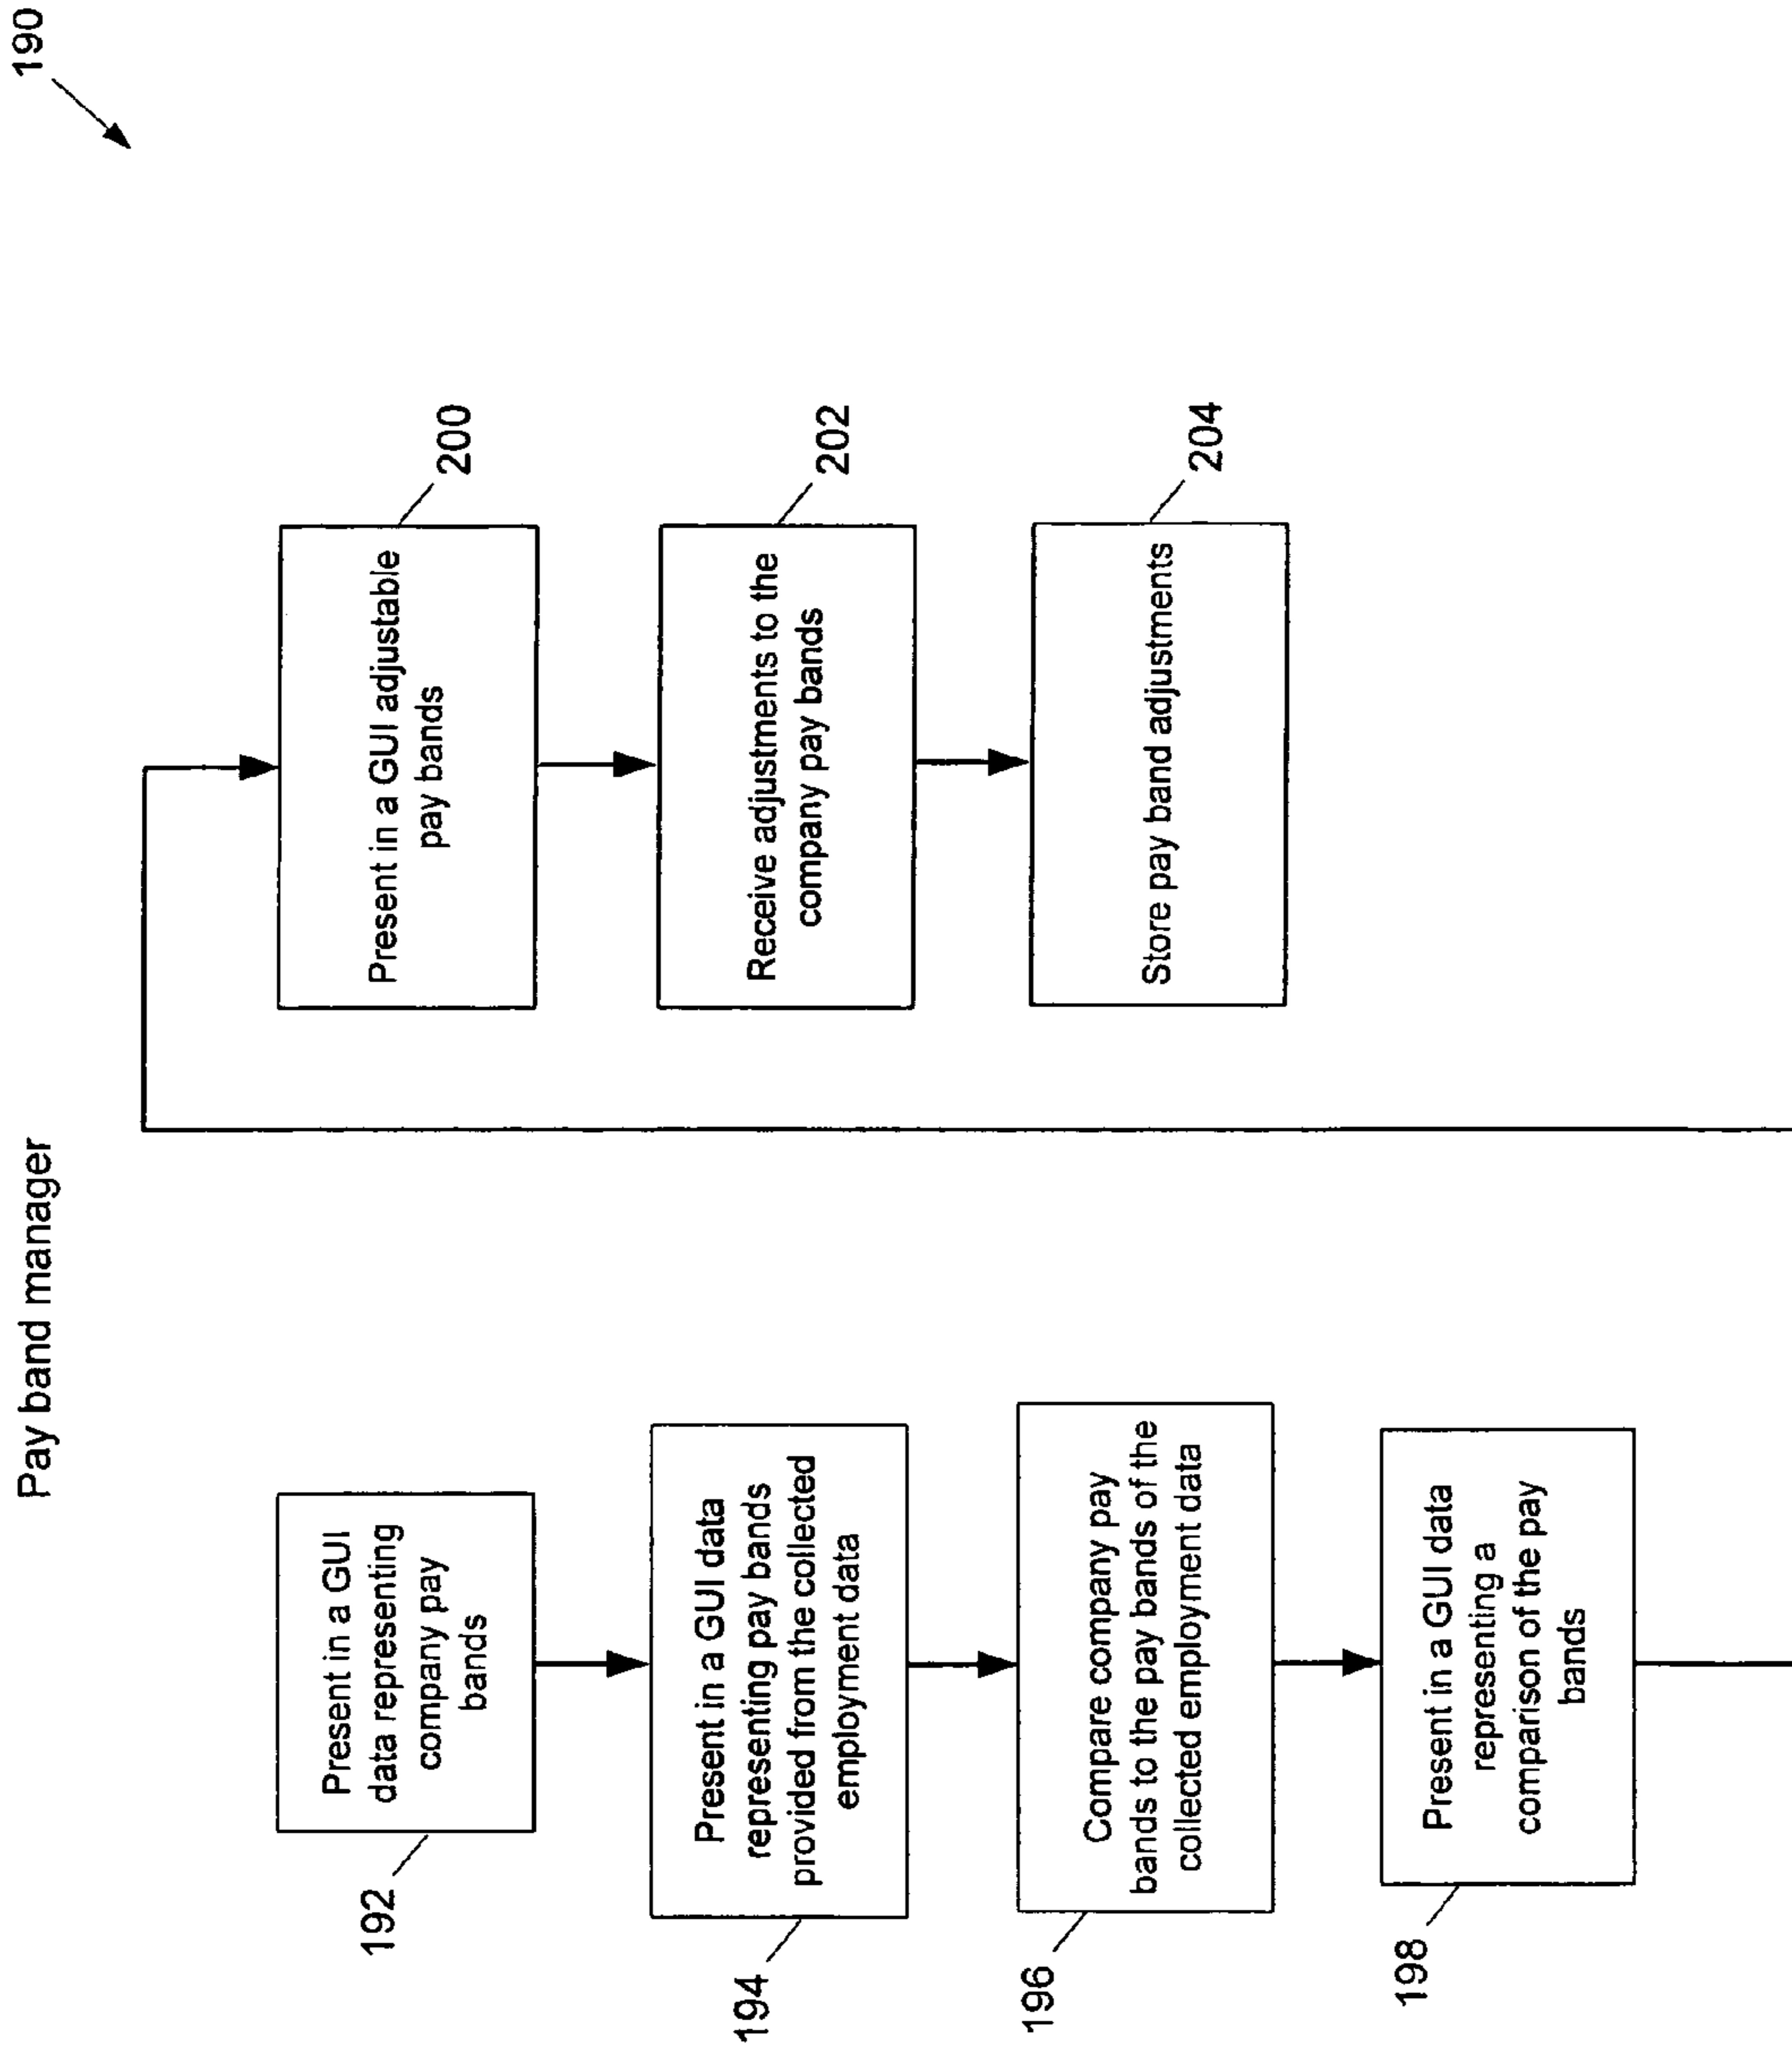 Pay band manager
190
Present in a GUI
data representing
company pay
bands
192
Present in a GUI data
representing pay bands
provided from the collected
employment data
194
Compare company pay
bands to the pay bands of the
collected employment data
196
Present in a GUI data
representing a
comparison of the pay
bands
198
Present in a GUI adjustable
pay bands
200
Receive adjustments to the
company pay bands
202
Store pay band adjustments
204